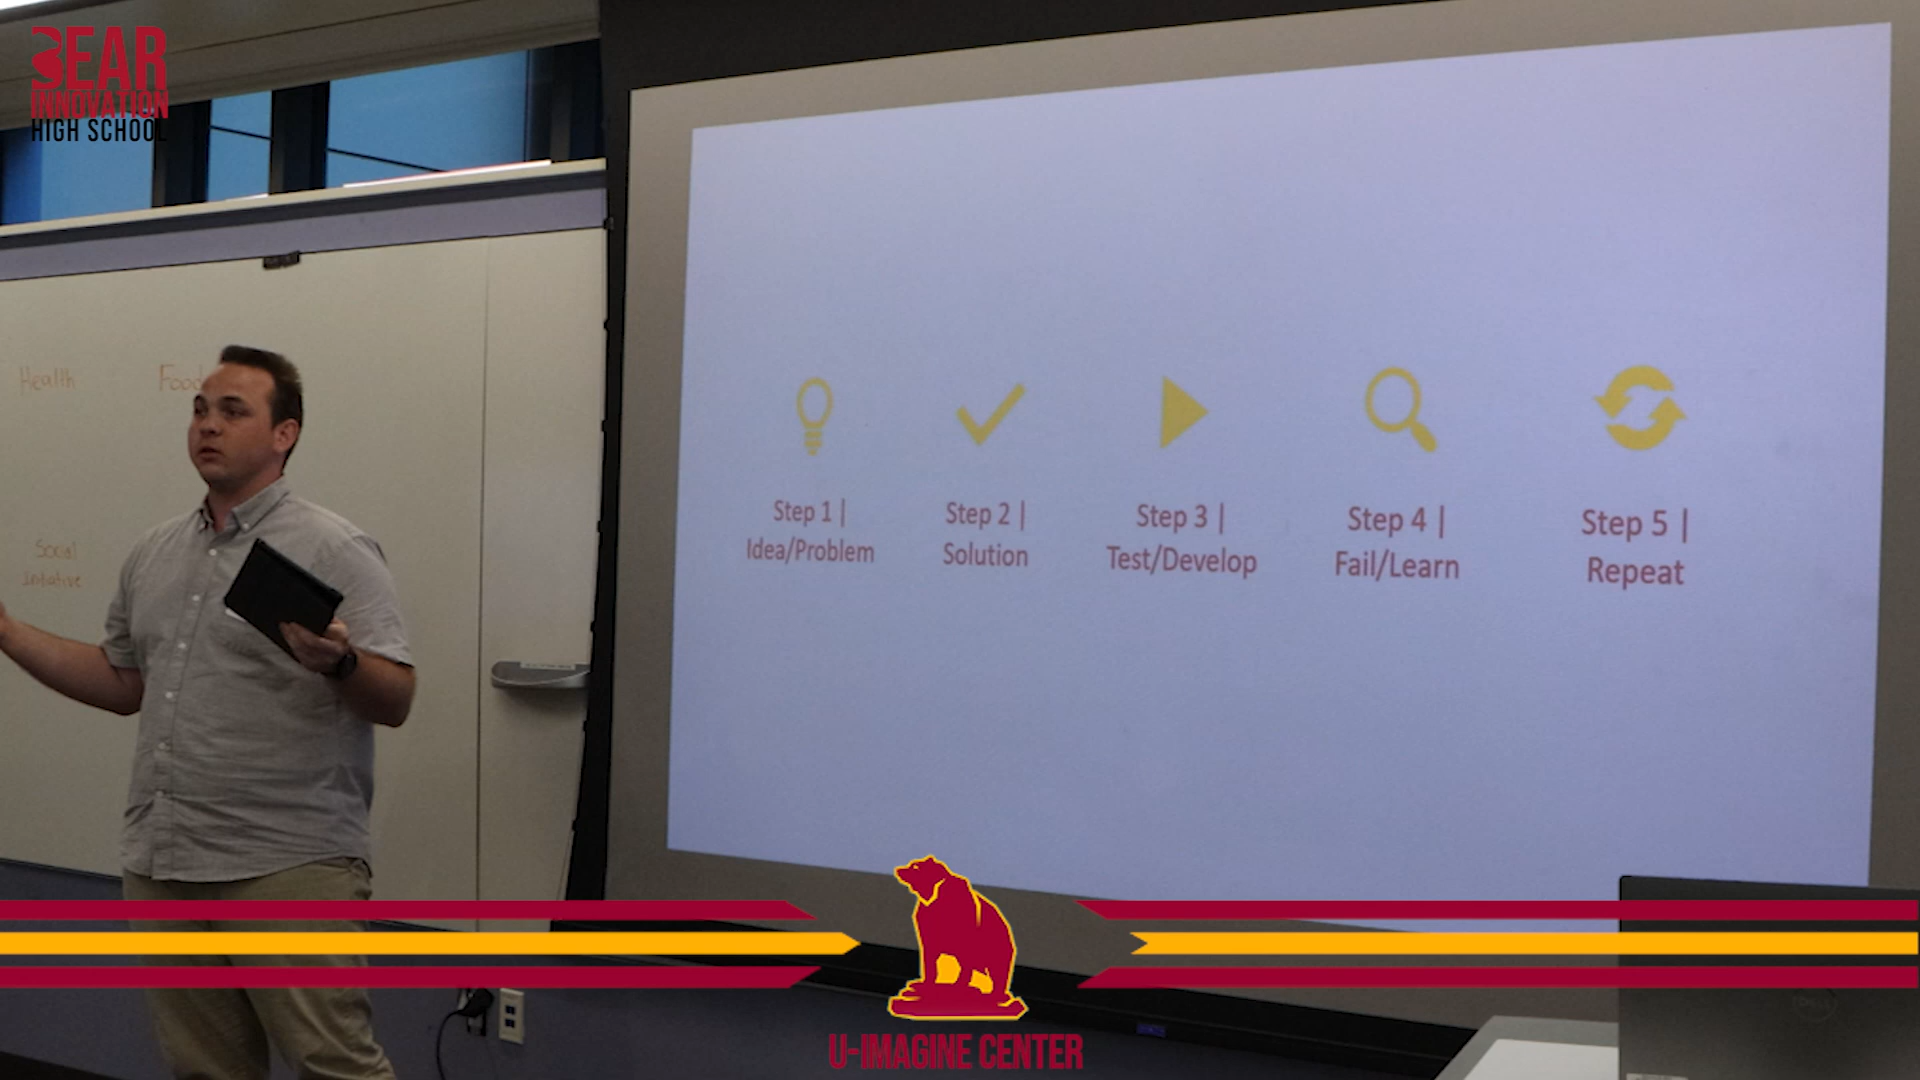 BEAR
INNOVATION
HIGH SCHOOL
Health
Food
Social
Initative
Step 1 |
Idea/Problem
Step 2 |
Solution
Step 3 |
Test/Develop
Step 4 |
Fail/Learn
Step 5 |
Repeat
U-IMAGINE CENTER